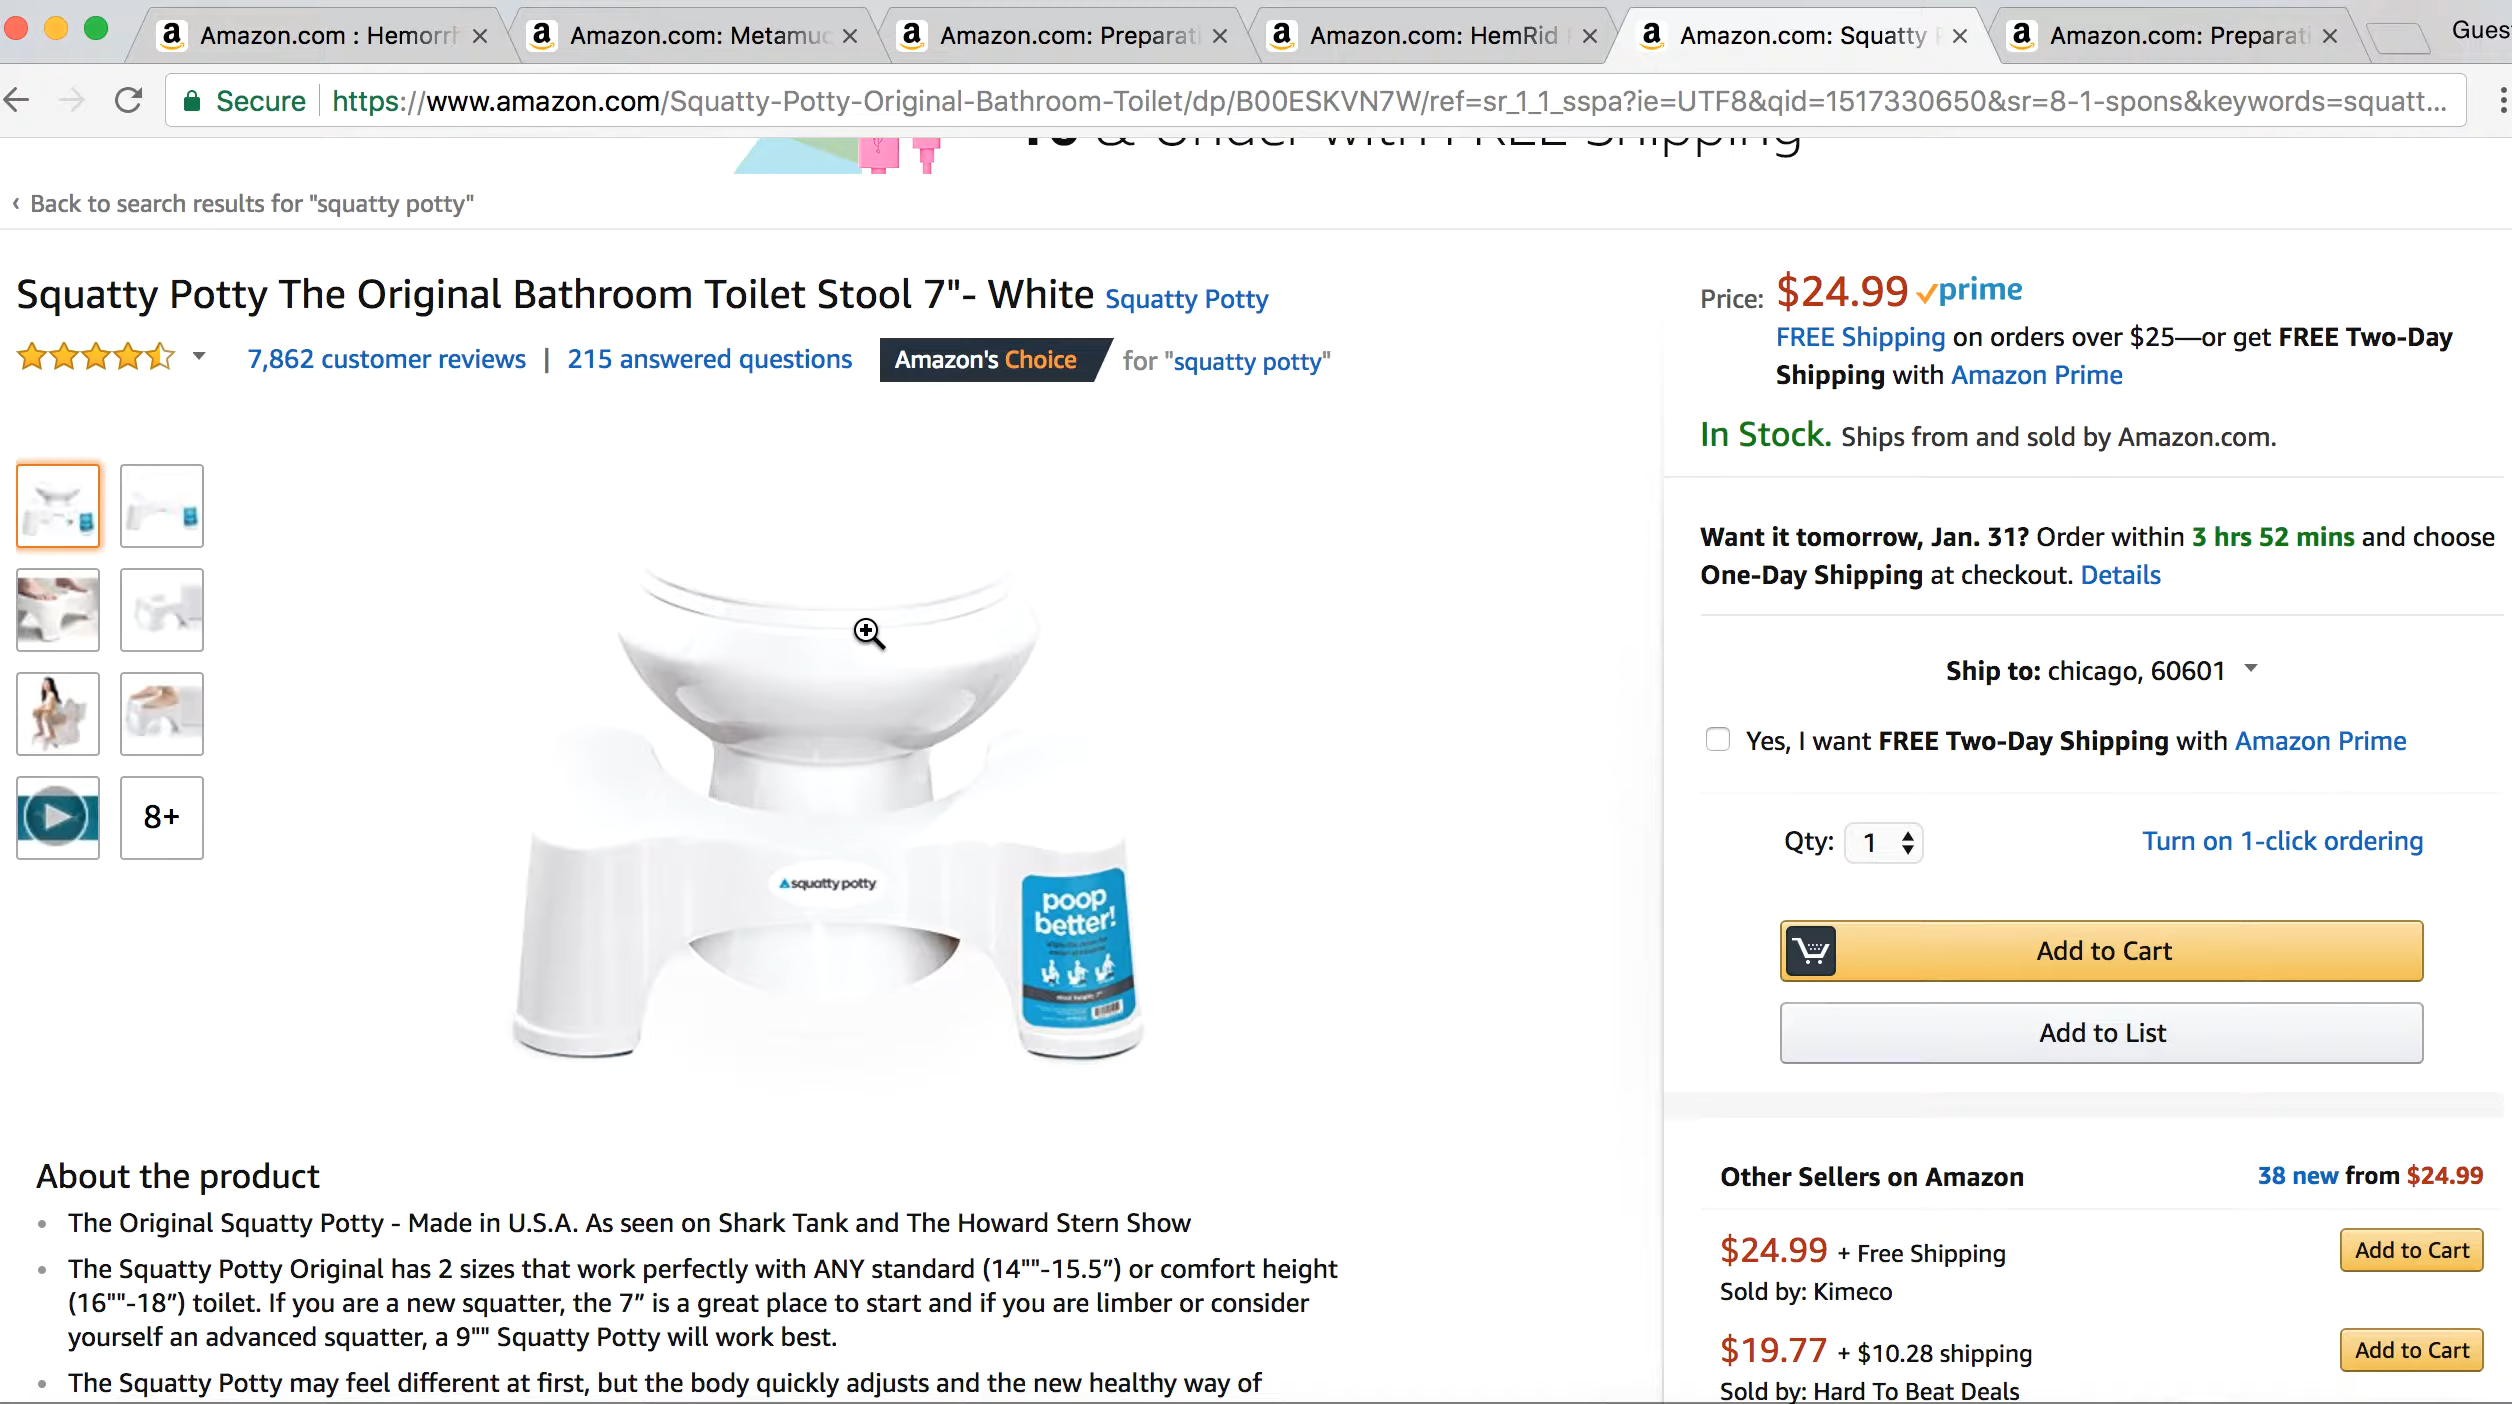 Amazon.com : Hemorrh
Amazon.com: Metamuc
Amazon.com: Preparati
Amazon.com: HemRid
Amazon.com: Squatty
Amazon.com: Preparati
Gues
Secure
https://www.amazon.com/Squatty-Potty-Original-Bathroom-Toilet/dp/B00ESKVN7W/ref=sr_1_1_sspa?ie=UTF8&qid=1517330650&sr=8-1-spons&keywords=squatt...
& Under with FREE Shipping
‹ Back to search results for "squatty potty"
Squatty Potty The Original Bathroom Toilet Stool 7"- White Squatty Potty
7,862 customer reviews | 215 answered questions
Amazon's Choice for "squatty potty"
8+
squatty potty
poop
better!
About the product
The Original Squatty Potty - Made in U.S.A. As seen on Shark Tank and The Howard Stern Show
The Squatty Potty Original has 2 sizes that work perfectly with ANY standard (14""-15.5”) or comfort height
(16""-18”) toilet. If you are a new squatter, the 7” is a great place to start and if you are limber or consider
yourself an advanced squatter, a 9"" Squatty Potty will work best.
The Squatty Potty may feel different at first, but the body quickly adjusts and the new healthy way of
Price: $24.99 prime
FREE Shipping on orders over $25—or get FREE Two-Day
Shipping with Amazon Prime
In Stock. Ships from and sold by Amazon.com.
Want it tomorrow, Jan. 31? Order within 3 hrs 52 mins and choose
One-Day Shipping at checkout. Details
Ship to: chicago, 60601
Yes, I want FREE Two-Day Shipping with Amazon Prime
Qty: 1
Turn on 1-click ordering
Add to Cart
Add to List
Other Sellers on Amazon
38 new from $24.99
$24.99 + Free Shipping
Add to Cart
Sold by: Kimeco
$19.77 + $10.28 shipping
Add to Cart
Sold by: Hard To Beat Deals